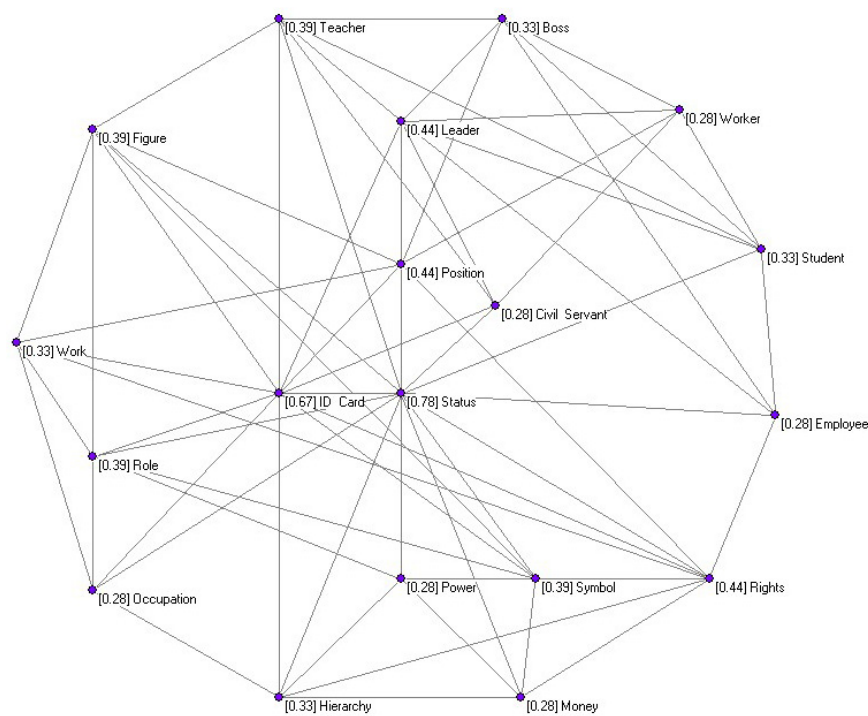 [0.39] Teacher
[0.33] Boss
[0.28] Worker
[0.44] Leader
[0.39] Figure
[0.33] Student
[0.44] Position
[0.28] Civil Servant
[0.33] Work
[0.67] ID Card
[0.78] Status
[0.28] Employee
[0.39] Role
[0.28] Occupation
[0.28] Power
[0.39] Symbol
[0.44] Rights
[0.33] Hierarchy
[0.28] Money